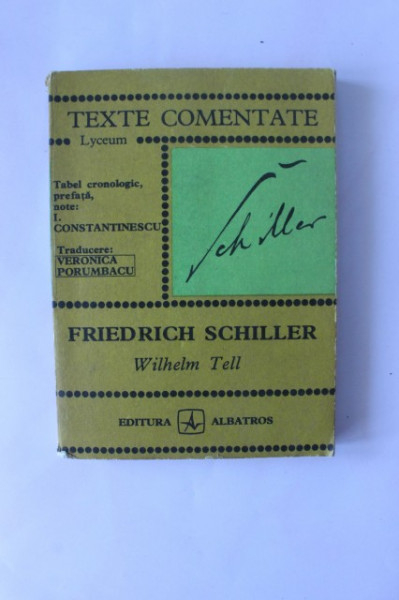 TEXTE COMENTATE
Lyceum
Tabel cronologic,
prefață,
note:
I.
CONSTANTINESCU
Traducere:
VERONICA
PORUMBACU
Schiller
FRIEDRICH SCHILLER
Wilhelm Tell
EDITURA ALBATROS